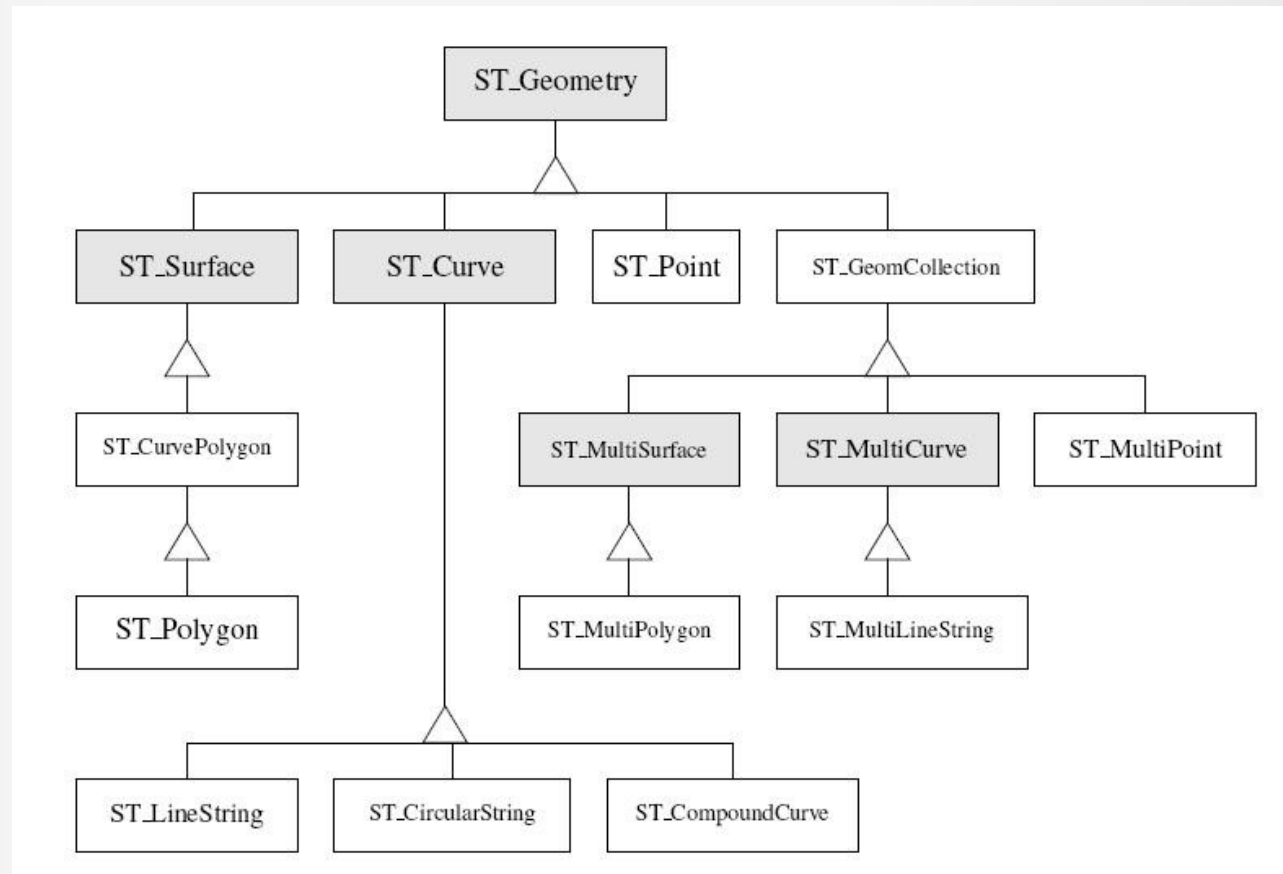 ST_Geometry
ST_Surface
ST_Curve
ST_Point
ST_GeomCollection
ST_CurvePolygon
ST_MultiSurface
ST_MultiCurve
ST_MultiPoint
ST_Polygon
ST_MultiPolygon
ST_MultiLineString
ST_LineString
ST_CircularString
ST_CompoundCurve